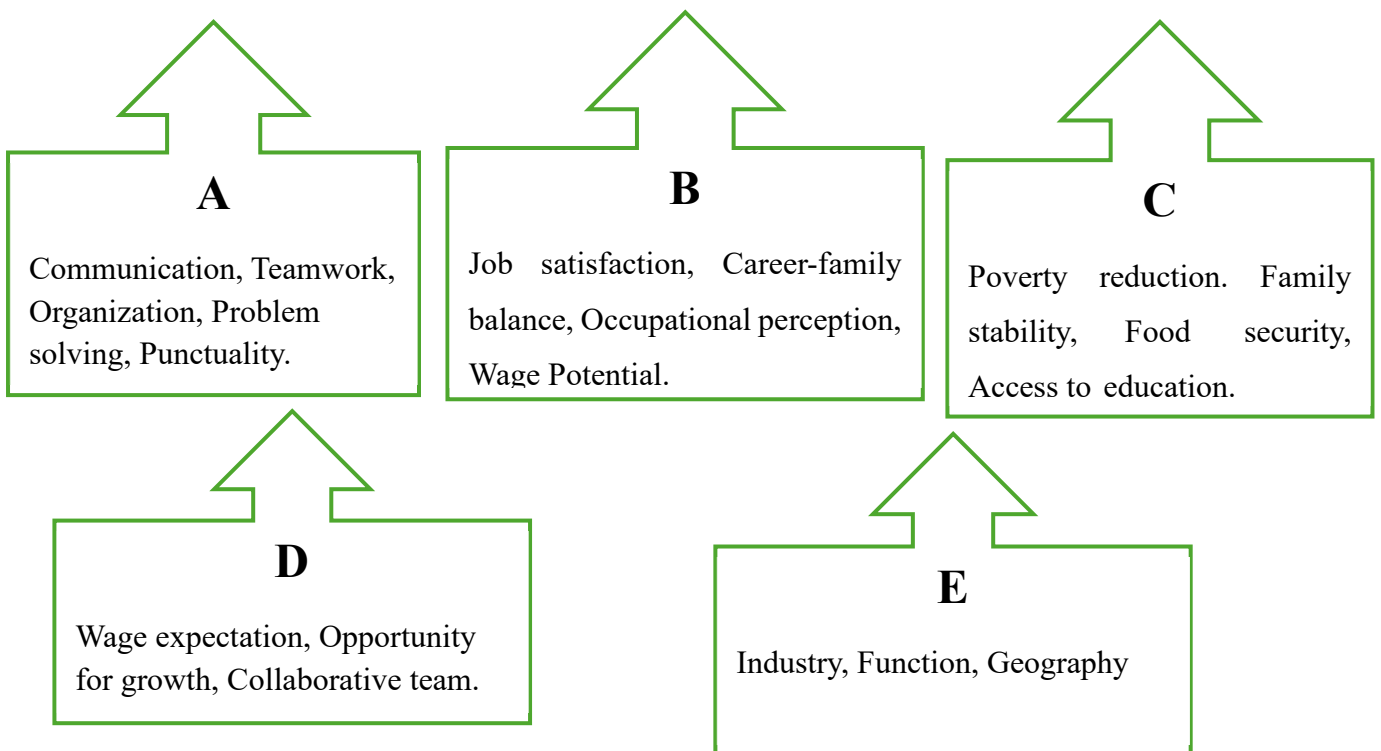 A
Communication, Teamwork,
Organization, Problem
solving, Punctuality.
B
Job satisfaction, Career-family
balance, Occupational perception,
Wage Potential.
C
Poverty reduction. Family
stability, Food security,
Access to education.
D
Wage expectation, Opportunity
for growth, Collaborative team.
E
Industry, Function, Geography